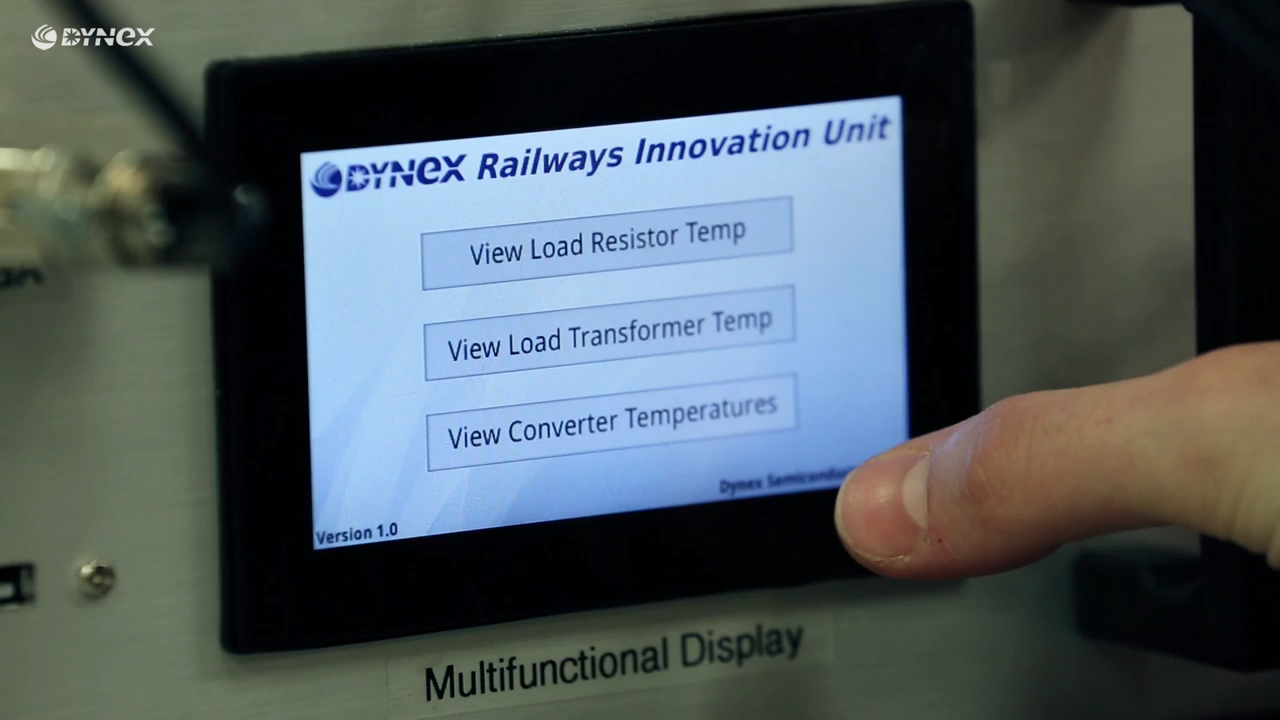 DYNEX
DYNEX Railways Innovation Unit
View Load Resistor Temp
View Load Transformer Temp
View Converter Temperatures
Dynex
Version 1.0
Multifunctional Display